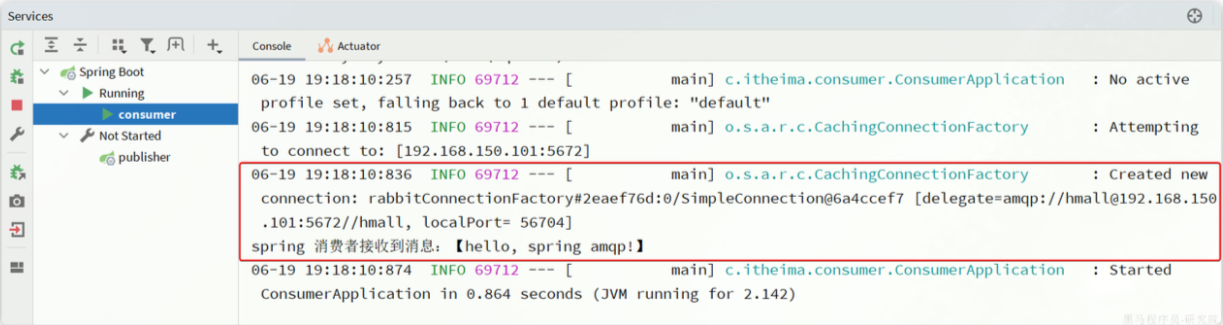 Services
Console
Actuator
Spring Boot
Running
consumer
Not Started
publisher
06-19 19:18:10:257  INFO 69712 --- [           main] c.itheima.consumer.ConsumerApplication   : No active
profile set, falling back to 1 default profile: "default"
06-19 19:18:10:815  INFO 69712 --- [           main] o.s.a.r.c.CachingConnectionFactory       : Attempting
to connect to: [192.168.150.101:5672]
06-19 19:18:10:836  INFO 69712 --- [           main] o.s.a.r.c.CachingConnectionFactory       : Created new
connection: rabbitConnectionFactory#2eaef76d:0/SimpleConnection@6a4ccef7 [delegate=amqp://hmall@192.168.150
.101:5672//hmall, localPort= 56704]
spring 消费者接收到消息：【hello, spring amqp!】
06-19 19:18:10:874  INFO 69712 --- [           main] c.itheima.consumer.ConsumerApplication   : Started
ConsumerApplication in 0.864 seconds (JVM running for 2.142)
黑马程序员-研究院